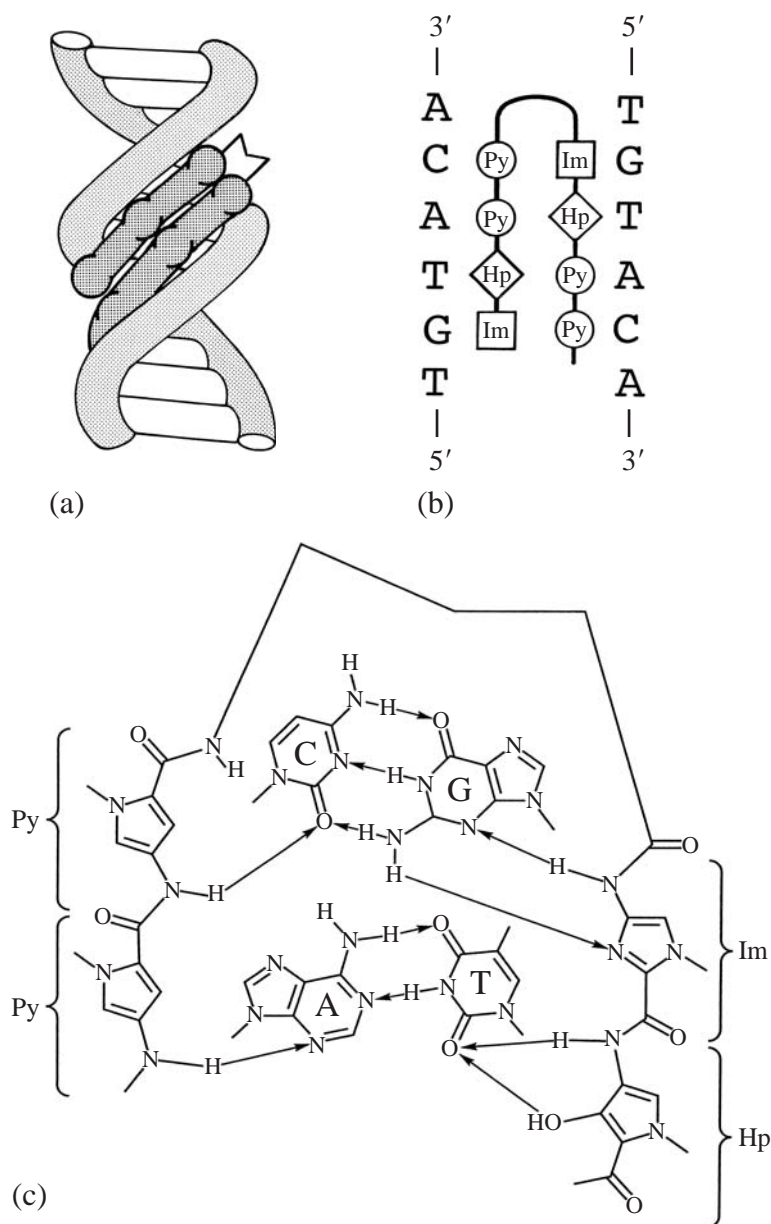 3′ 5′
A T
C Py Im G
A Py Hp T
T Hp Py A
G Im Py C
T A
5′ 3′
(a) (b)
H
N H O
O N C N N
H N H N G
N Py N O H N N N
H H O
N H H N
O N H H O N Im
N N T N
Py N A N H N N O
N N O H N
N H HO Hp
N
O
(c)